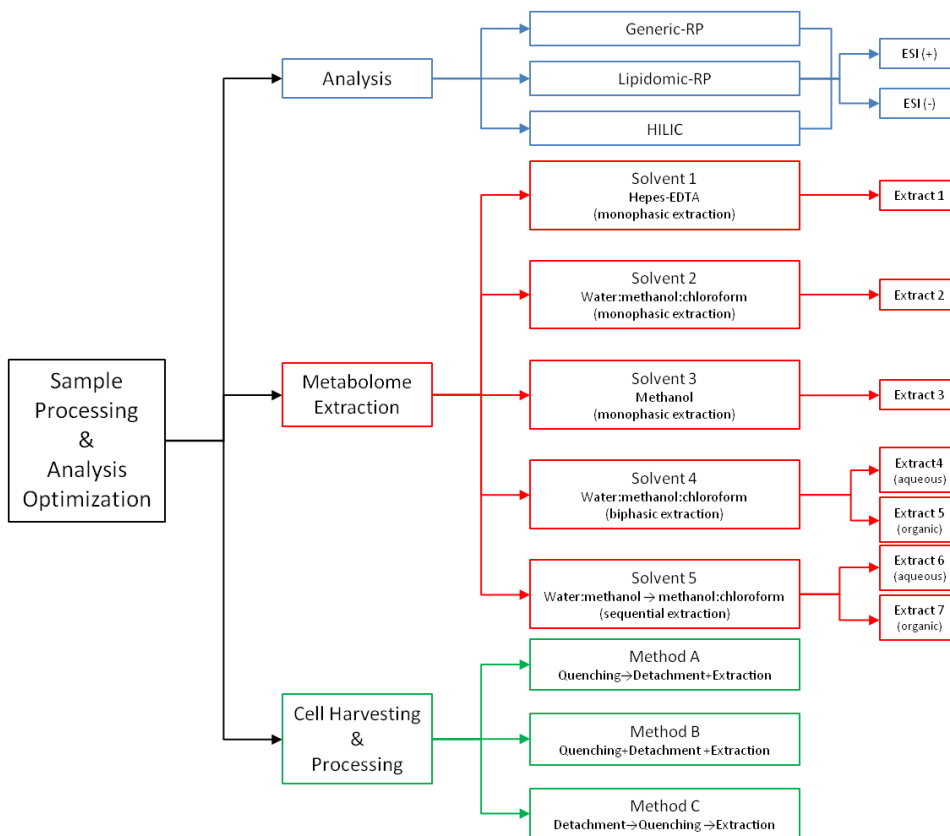 Sample
Processing
&
Analysis
Optimization
Analysis
Generic-RP
Lipidomic-RP
HILIC
ESI (+)
ESI (-)
Metabolome
Extraction
Solvent 1
Hepes-EDTA
(monophasic extraction)
Extract 1
Solvent 2
Water:methanol:chloroform
(monophasic extraction)
Extract 2
Solvent 3
Methanol
(monophasic extraction)
Extract 3
Solvent 4
Water:methanol:chloroform
(biphasic extraction)
Extract4
(aqueous)
Extract 5
(organic)
Solvent 5
Water:methanol → methanol:chloroform
(sequential extraction)
Extract 6
(aqueous)
Extract 7
(organic)
Cell Harvesting
&
Processing
Method A
Quenching→Detachment+Extraction
Method B
Quenching+Detachment +Extraction
Method C
Detachment→Quenching →Extraction